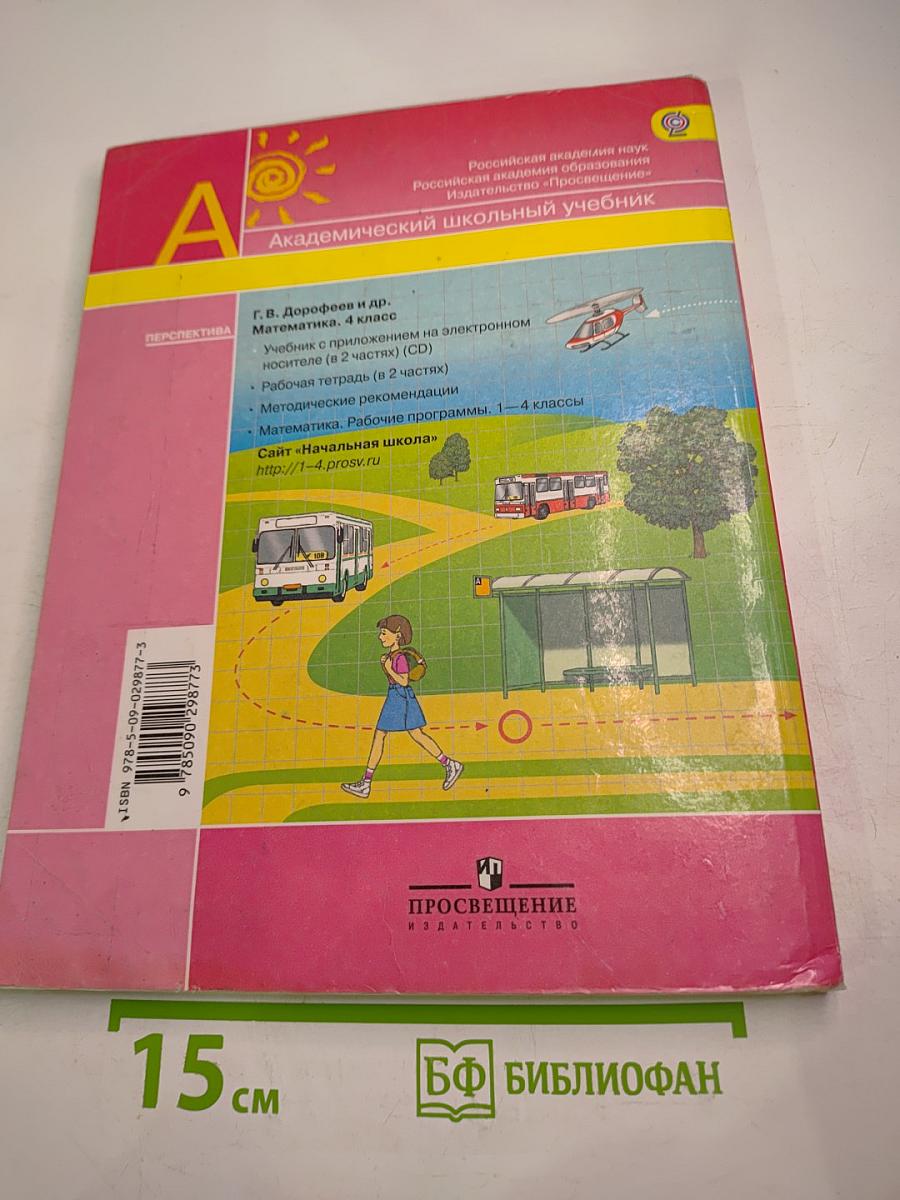 Российская академия наук
Российская академия образования
Издательство «Просвещение»
А
Академический школьный учебник
ПЕРСПЕКТИВА
Г. В. Дорофеев и др.
Математика. 4 класс
· Учебник с приложением на электронном
носителе (в 2 частях) (CD)
· Рабочая тетрадь (в 2 частях)
· Методические рекомендации
· Математика. Рабочие программы. 1—4 классы
Сайт «Начальная школа»
http://1–4.prosv.ru
108
А
ISBN 978-5-09-029877-3
9 785090 298773
ИП
ПРОСВЕЩЕНИЕ
ИЗДАТЕЛЬСТВО
15 см
БФ БИБЛИОФАН